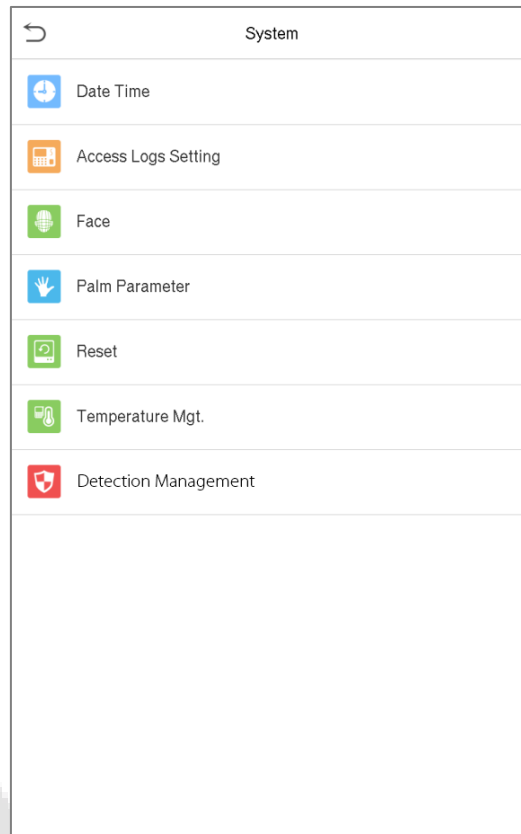 System
Date Time
Access Logs Setting
Face
Palm Parameter
Reset
Temperature Mgt.
Detection Management